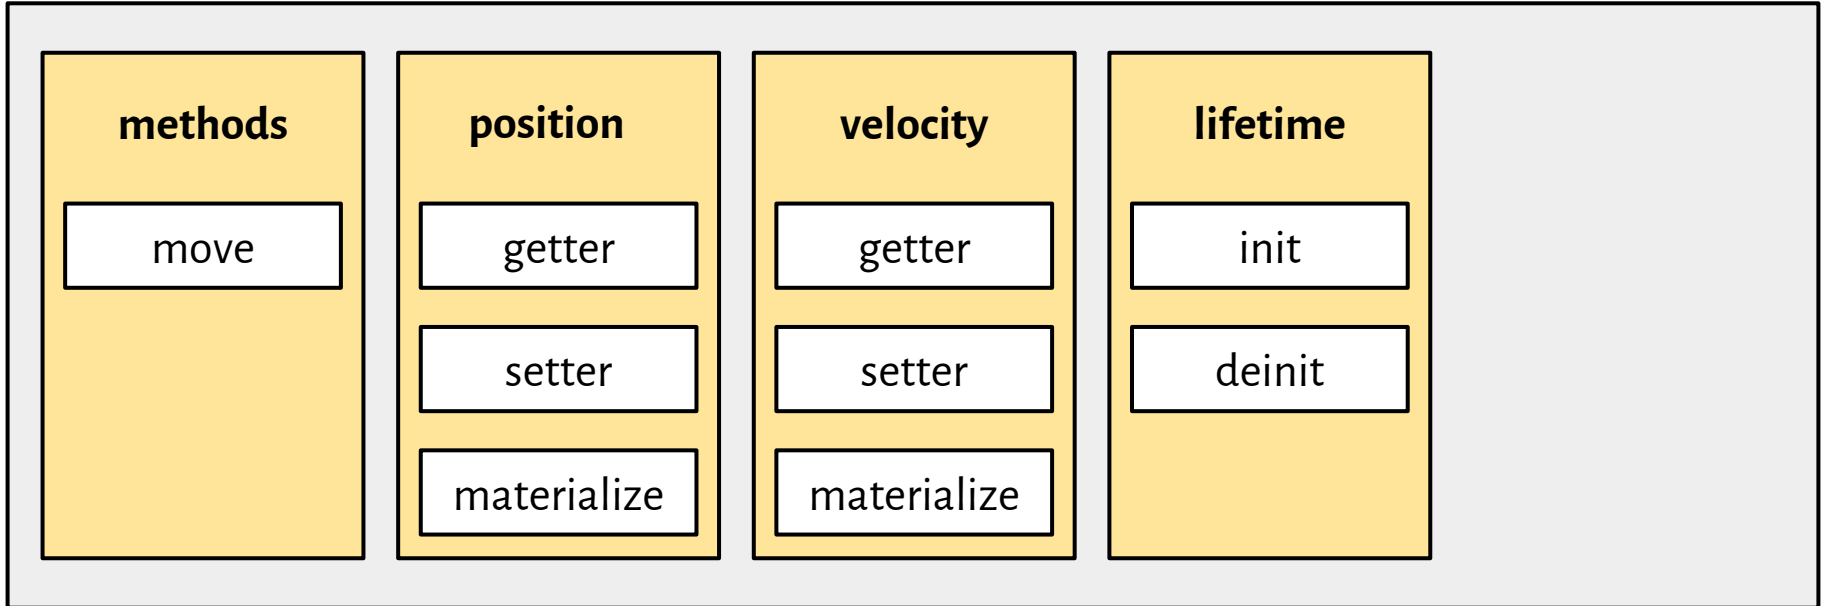 methods
move
position
getter
setter
materialize
velocity
getter
setter
materialize
lifetime
init
deinit